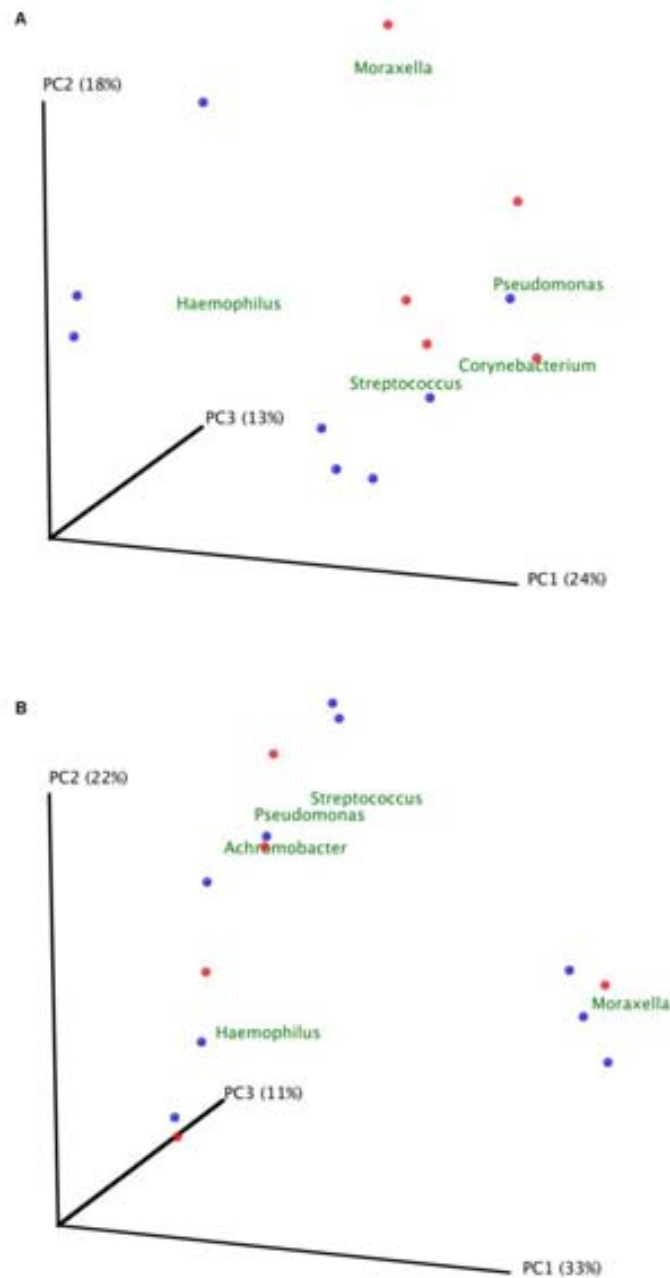 A
Moraxella
PC2 (18%)
Pseudomonas
Haemophilus
Corynebacterium
Streptococcus
PC3 (13%)
PC1 (24%)
B
PC2 (22%)
Streptococcus
Pseudomonas
Achromobacter
Moraxella
Haemophilus
PC3 (11%)
PC1 (33%)